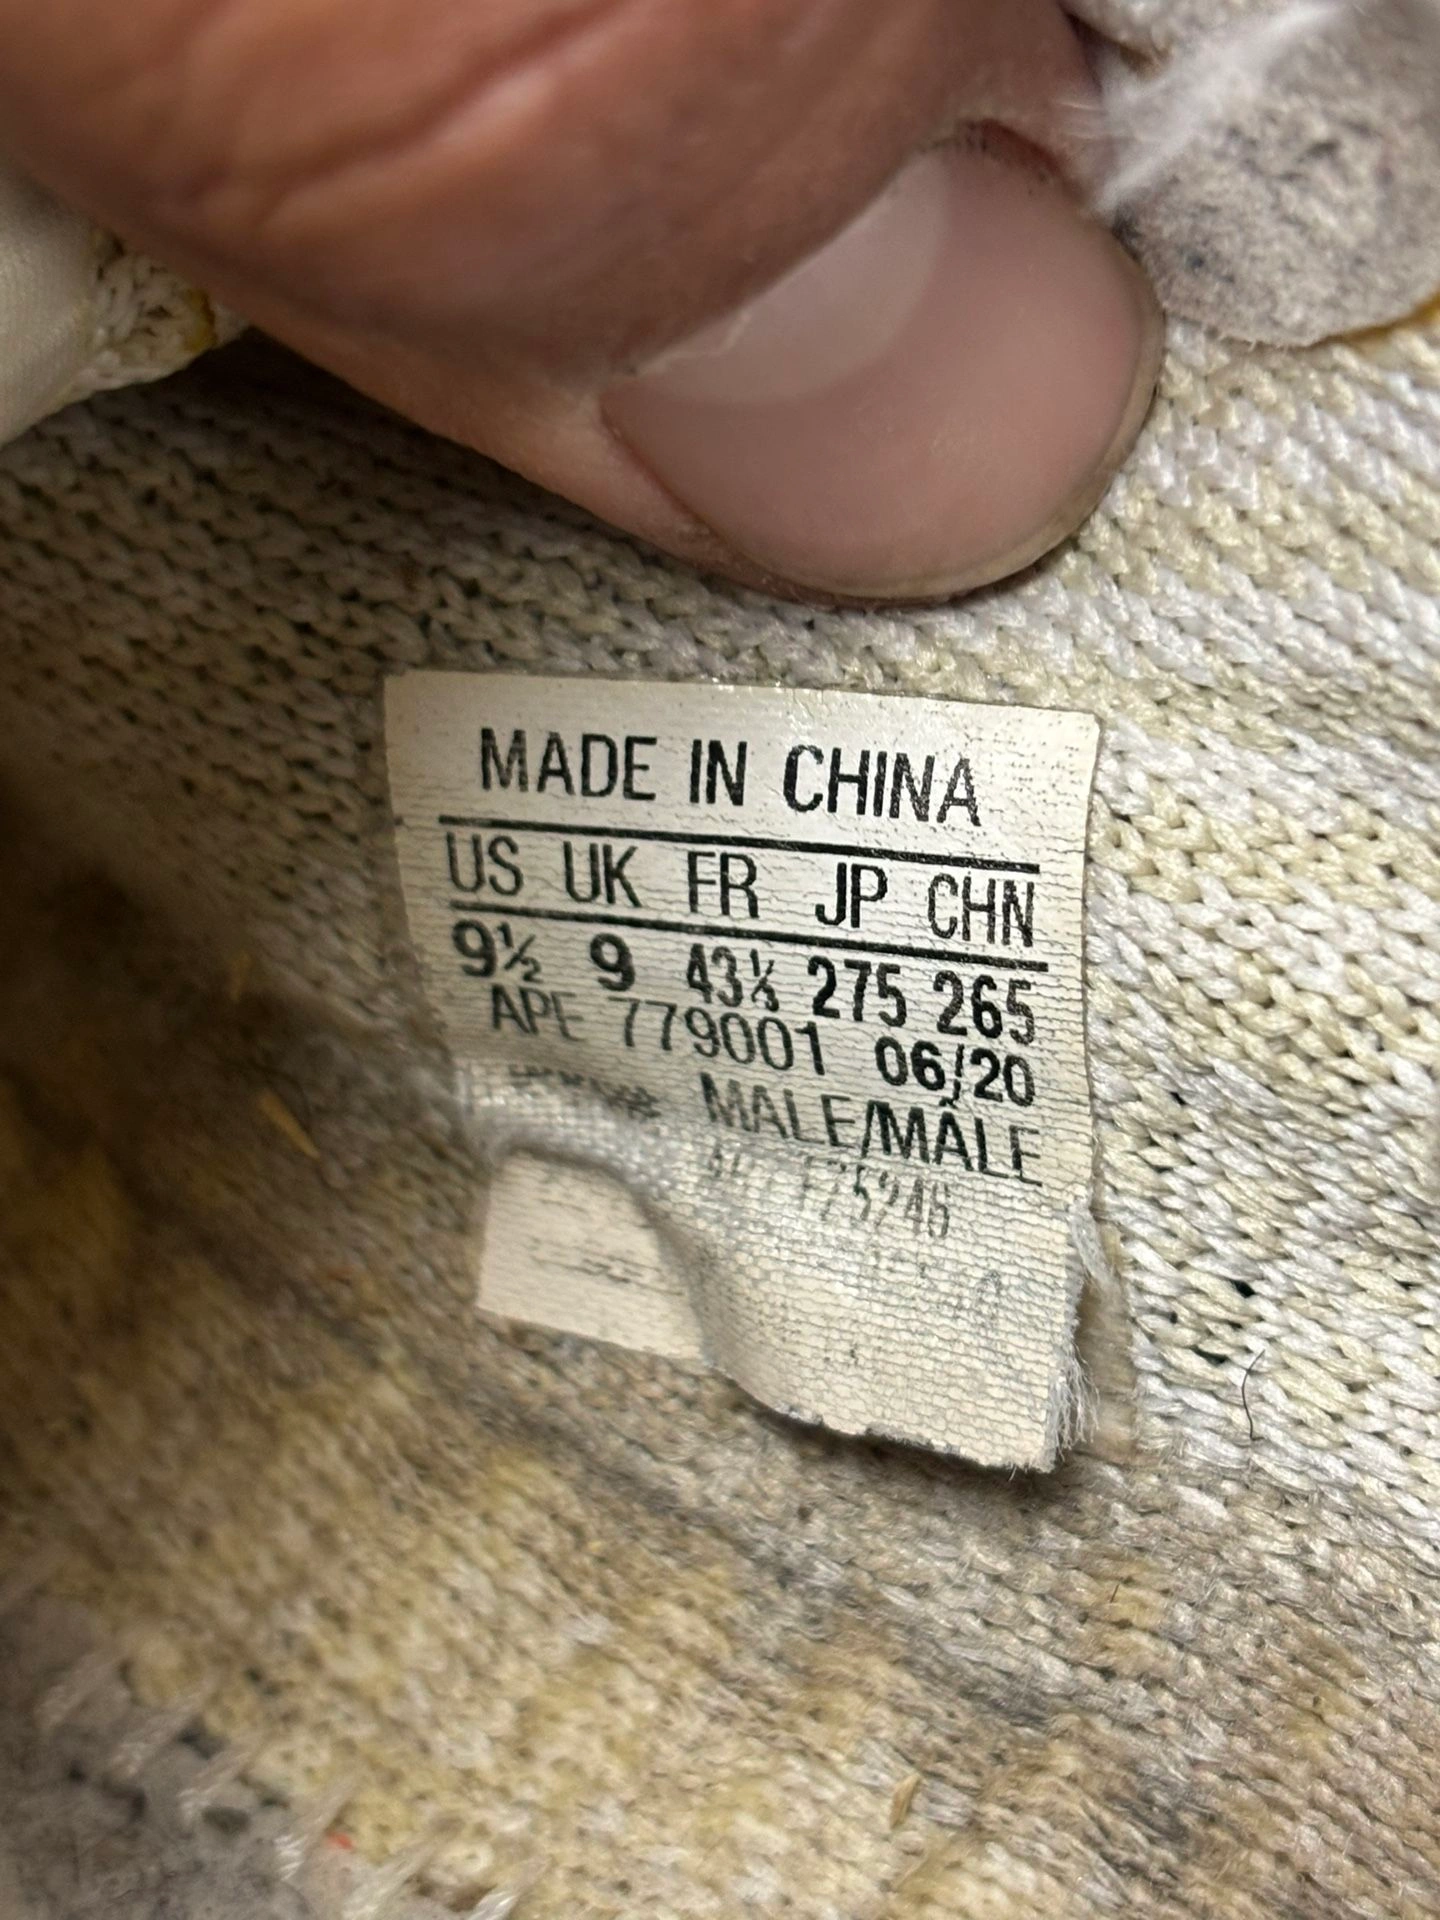 MADE IN CHINA
US UK FR JP CHN
9½ 9 43⅓ 275 265
APE 779001 06/20
MALE/MÂLE
FZ5246